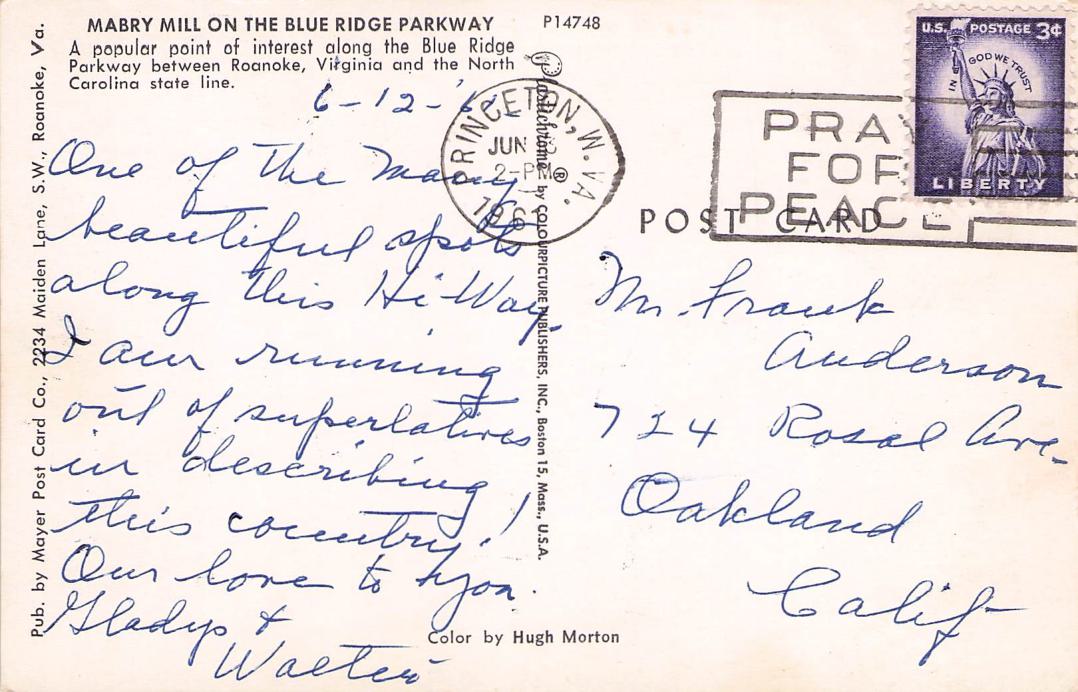 MABRY MILL ON THE BLUE RIDGE PARKWAY
A popular point of interest along the Blue Ridge
Parkway between Roanoke, Virginia and the North
Carolina state line.
P14748
Pub. by Mayer Post Card Co., 2234 Maiden Lane, S.W., Roanoke, Va.
6-12-'6
One of the Many
beautiful spots
along this Hi-Way.
I am running
out of superlatives
in describing
this country!
Our love to you.
Gladys &
Walter
Plastichrome ® by COLOURPICTURE PUBLISHERS, INC., Boston 15, Mass., U.S.A.
PRINCETON, W. VA.
JUN
2-PM
196
PRA
FOR
PEACE
U.S. POSTAGE 3¢
IN GOD WE TRUST
LIBERTY
POST CARD
Mr. Frank
Anderson
724 Rosal Ave.
Oakland
Calif
Color by Hugh Morton